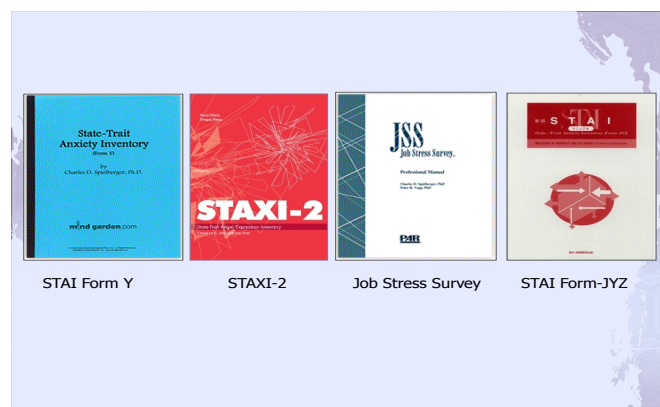 State-Trait
Anxiety Inventory
(Form Y)
by
Charles D. Spielberger, Ph.D.
mind garden.com
STAXI-2
State-Trait Anger Expression Inventory
JSS
Job Stress Survey
Professional Manual
Charles D. Spielberger, PhD
Peter R. Vagg, PhD
PAR
STAI
State-Trait Anxiety Inventory-Form JYZ
STAI Form Y
STAXI-2
Job Stress Survey
STAI Form-JYZ